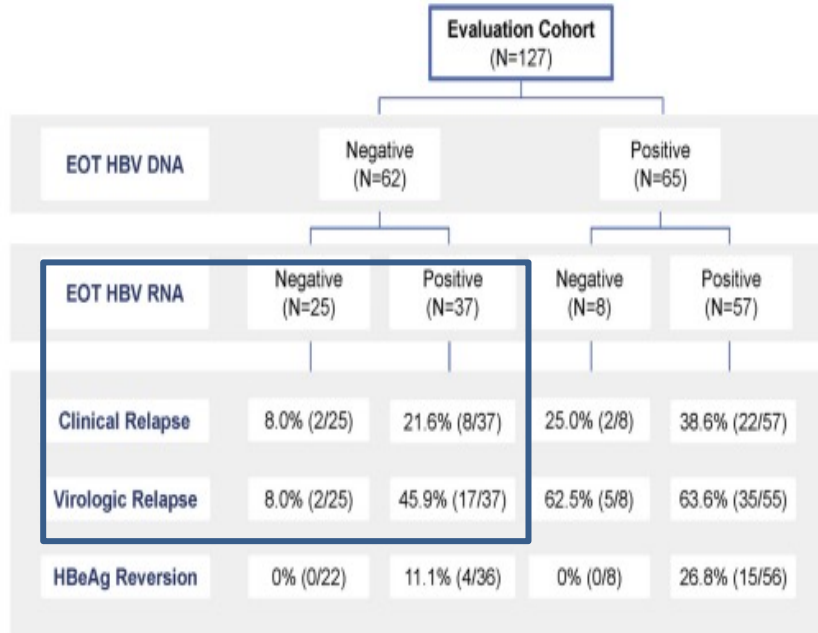 Evaluation Cohort
(N=127)
EOT HBV DNA
Negative
(N=62)
Positive
(N=65)
EOT HBV RNA
Negative
(N=25)
Positive
(N=37)
Negative
(N=8)
Positive
(N=57)
Clinical Relapse 8.0% (2/25) 21.6% (8/37) 25.0% (2/8) 38.6% (22/57)
Virologic Relapse 8.0% (2/25) 45.9% (17/37) 62.5% (5/8) 63.6% (35/55)
HBeAg Reversion 0% (0/22) 11.1% (4/36) 0% (0/8) 26.8% (15/56)